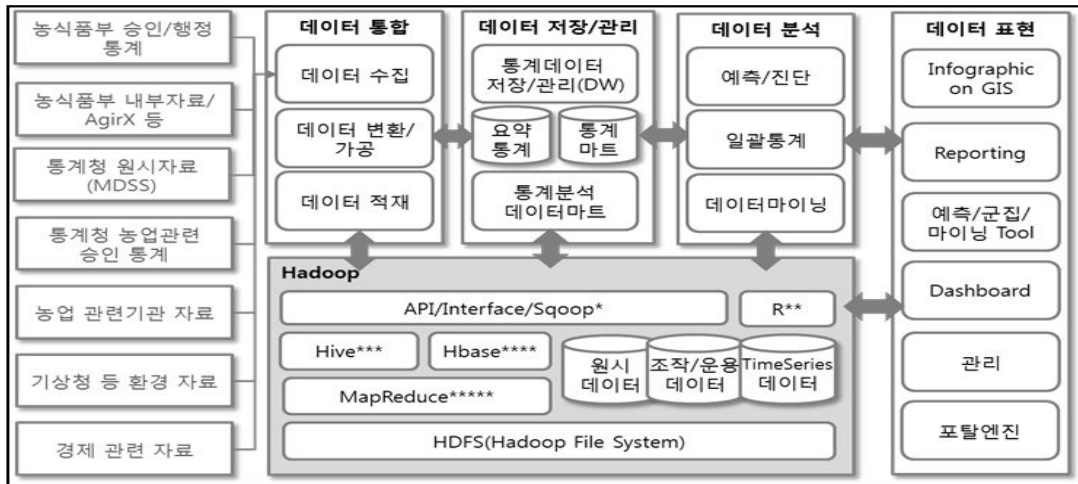 농식품부 승인/행정
통계
농식품부 내부자료/
AgirX 등
통계청 원시자료
(MDSS)
통계청 농업관련
승인 통계
농업 관련기관 자료
기상청 등 환경 자료
경제 관련 자료
데이터 통합
데이터 수집
데이터 변환/
가공
데이터 적재
데이터 저장/관리
통계데이터
저장/관리(DW)
요약
통계
통계
마트
통계분석
데이터마트
데이터 분석
예측/진단
일괄통계
데이터마이닝
데이터 표현
Infographic
on GIS
Reporting
예측/군집/
마이닝 Tool
Dashboard
관리
포탈엔진
Hadoop
API/Interface/Sqoop*
R**
Hive***
Hbase****
MapReduce*****
원시
데이터
조작/운용
데이터
TimeSeries
데이터
HDFS(Hadoop File System)